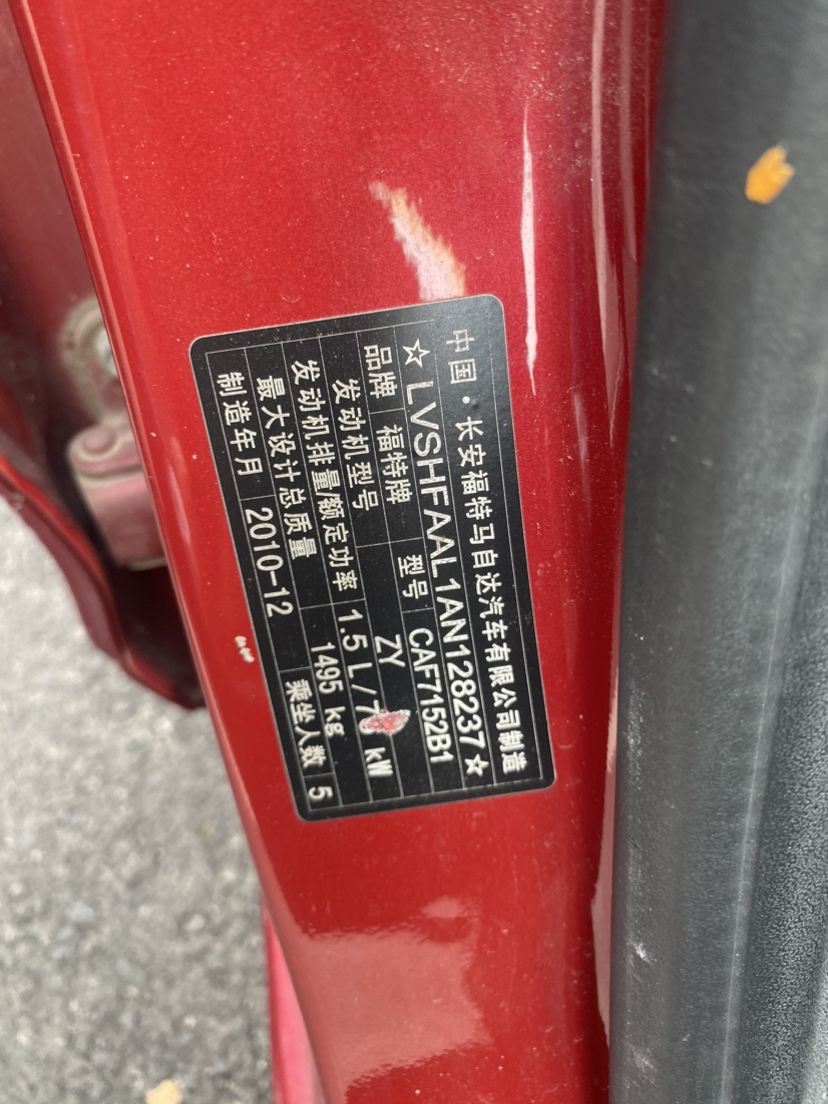 中国·长安福特马自达汽车有限公司制造
☆LVSHFAAL1AN128237☆
品牌 福特牌 型号 CAF7152B1
发动机型号 ZY
发动机排量/额定功率 1.5 L/7 kW
最大设计总质量 1495 kg
制造年月 2010-12 乘坐人数 5